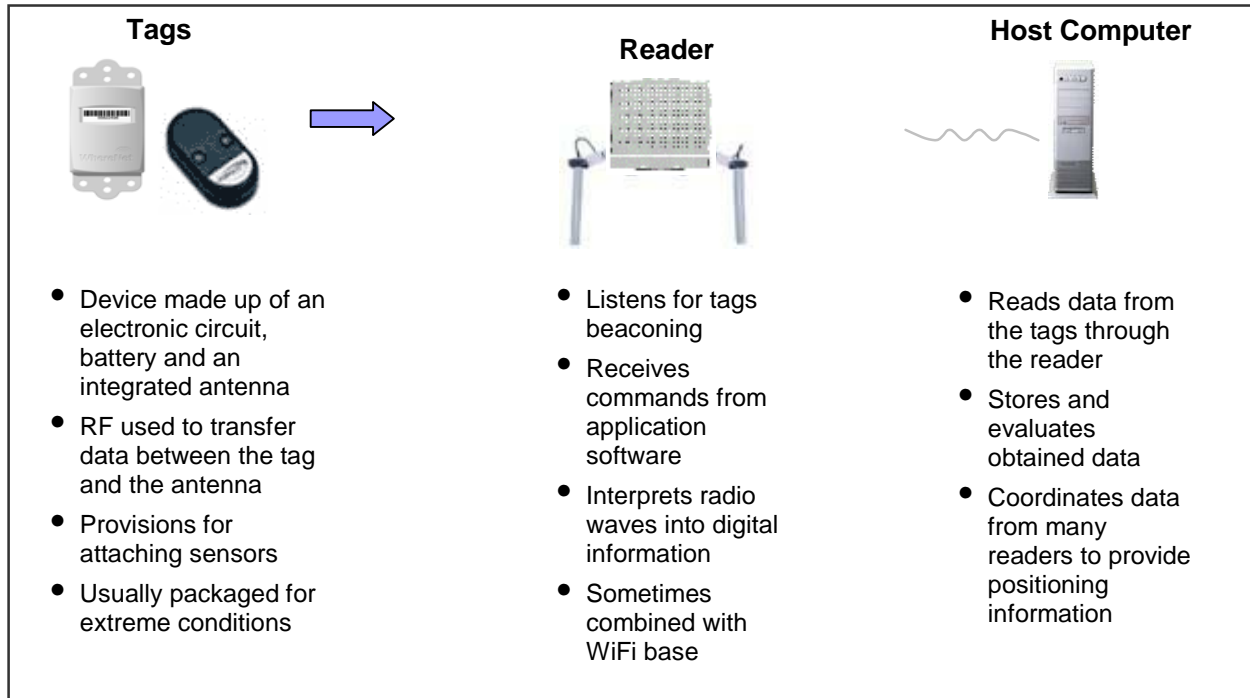 Tags
Reader
Host Computer
WhereNet
• Device made up of an
electronic circuit,
battery and an
integrated antenna
• RF used to transfer
data between the tag
and the antenna
• Provisions for
attaching sensors
• Usually packaged for
extreme conditions
• Listens for tags
beaconing
• Receives
commands from
application
software
• Interprets radio
waves into digital
information
• Sometimes
combined with
WiFi base
• Reads data from
the tags through
the reader
• Stores and
evaluates
obtained data
• Coordinates data
from many
readers to provide
positioning
information